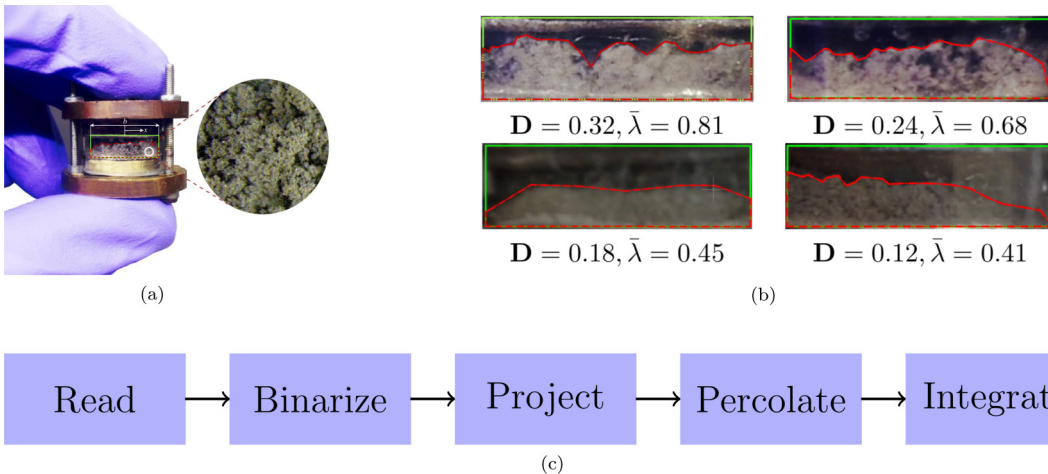 b
x
(a)
D = 0.32, λ̄ = 0.81
D = 0.24, λ̄ = 0.68
D = 0.18, λ̄ = 0.45
D = 0.12, λ̄ = 0.41
(b)
Read
Binarize
Project
Percolate
Integrat
(c)